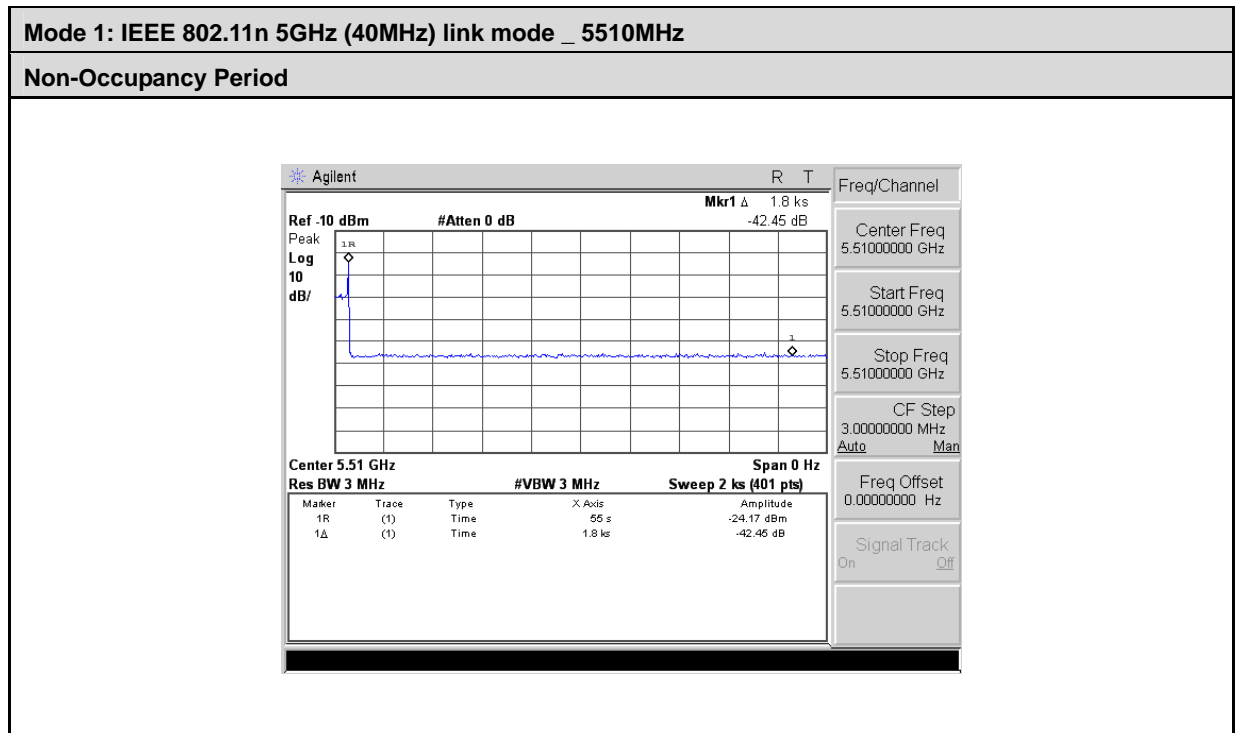 Mode 1: IEEE 802.11n 5GHz (40MHz) link mode _ 5510MHz
Non-Occupancy Period
Agilent R T
Mkr1 Δ 1.8 ks
Ref -10 dBm #Atten 0 dB -42.45 dB
Peak
Log
10
dB/
1R
1
Center 5.51 GHz Span 0 Hz
Res BW 3 MHz #VBW 3 MHz Sweep 2 ks (401 pts)
Marker Trace Type X Axis Amplitude
1R (1) Time 55 s -24.17 dBm
1Δ (1) Time 1.8 ks -42.45 dB
Freq/Channel
Center Freq
5.51000000 GHz
Start Freq
5.51000000 GHz
Stop Freq
5.51000000 GHz
CF Step
3.00000000 MHz
Auto Man
Freq Offset
0.00000000 Hz
Signal Track
On Off